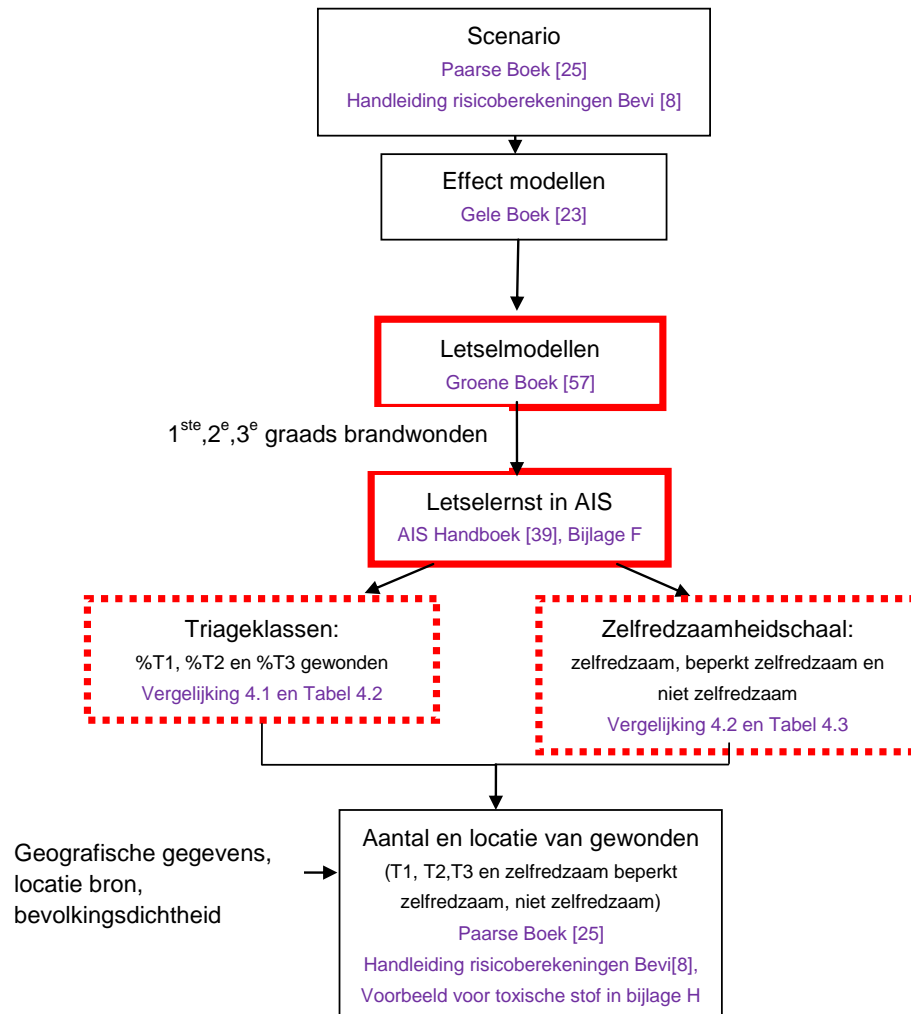 Scenario
Paarse Boek [25]
Handleiding risicoberekeningen Bevi [8]
Effect modellen
Gele Boek [23]
Letselmodellen
Groene Boek [57]
1ste,2e,3e graads brandwonden
Letselernst in AIS
AIS Handboek [39], Bijlage F
Triageklassen:
%T1, %T2 en %T3 gewonden
Vergelijking 4.1 en Tabel 4.2
Zelfredzaamheidschaal:
zelfredzaam, beperkt zelfredzaam en
niet zelfredzaam
Vergelijking 4.2 en Tabel 4.3
Geografische gegevens,
locatie bron,
bevolkingsdichtheid
Aantal en locatie van gewonden
(T1, T2,T3 en zelfredzaam beperkt
zelfredzaam, niet zelfredzaam)
Paarse Boek [25]
Handleiding risicoberekeningen Bevi[8],
Voorbeeld voor toxische stof in bijlage H